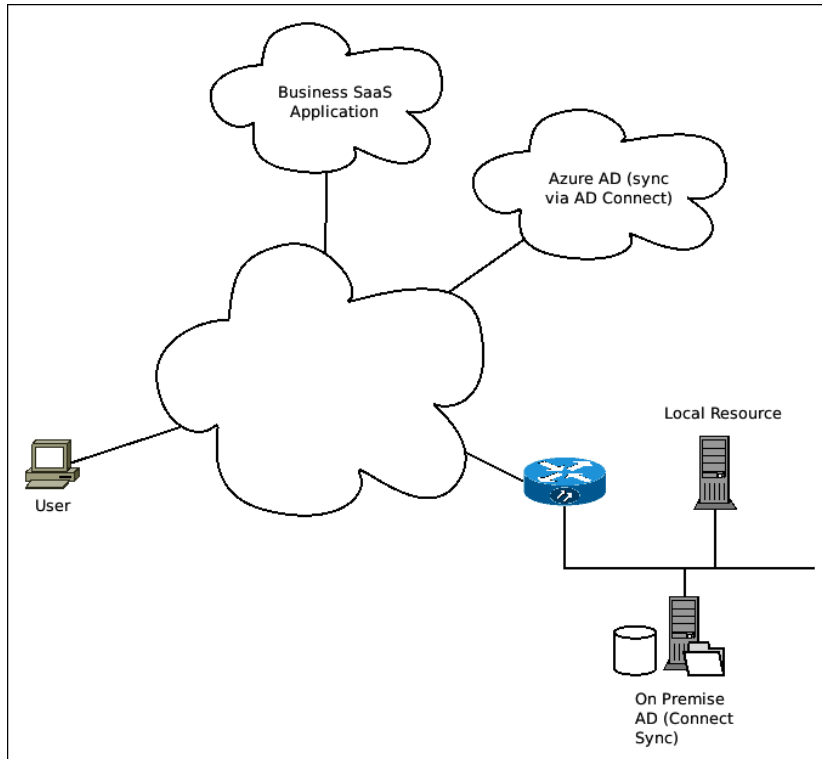 Business SaaS
Application
Azure AD (sync
via AD Connect)
Local Resource
User
On Premise
AD (Connect
Sync)